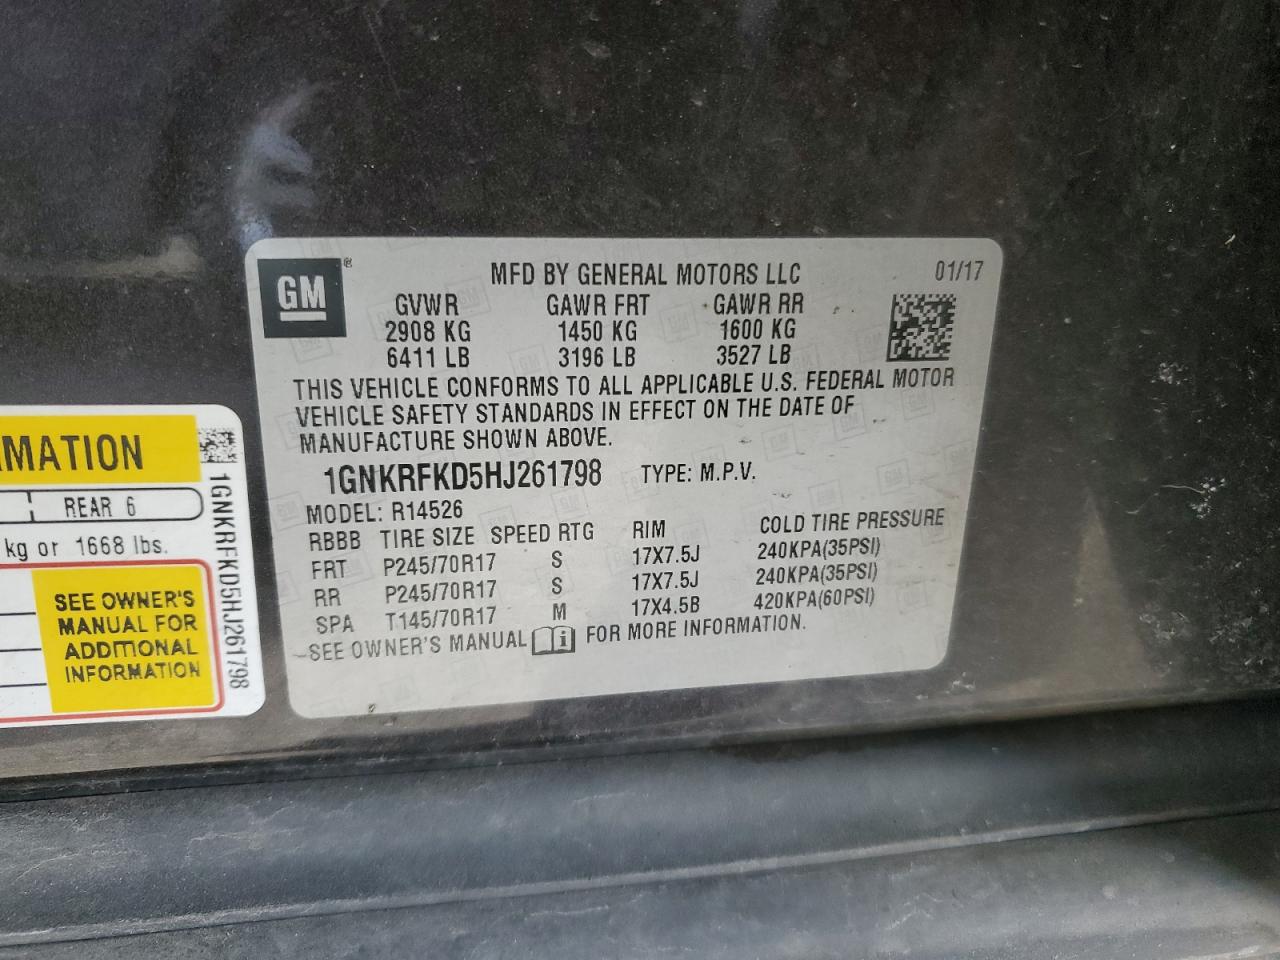 GM
MFD BY GENERAL MOTORS LLC 01/17
GVWR GAWR FRT GAWR RR
2908 KG 1450 KG 1600 KG
6411 LB 3196 LB 3527 LB
THIS VEHICLE CONFORMS TO ALL APPLICABLE U.S. FEDERAL MOTOR
VEHICLE SAFETY STANDARDS IN EFFECT ON THE DATE OF
MANUFACTURE SHOWN ABOVE.
1GNKRFKD5HJ261798 TYPE: M.P.V.
MODEL: R14526
RBBB TIRE SIZE SPEED RTG RIM COLD TIRE PRESSURE
FRT P245/70R17 S 17X7.5J 240KPA(35PSI)
RR P245/70R17 S 17X7.5J 240KPA(35PSI)
SPA T145/70R17 M 17X4.5B 420KPA(60PSI)
SEE OWNER'S MANUAL FOR MORE INFORMATION.
MATION
REAR 6
kg or 1668 lbs.
SEE OWNER'S
MANUAL FOR
ADDITIONAL
INFORMATION
1GNKRFKD5HJ261798